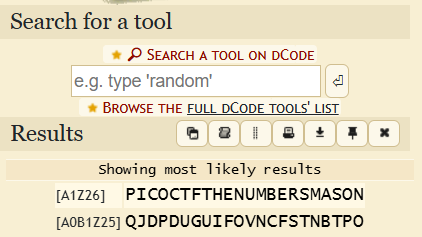 Search for a tool
Search a tool on dCode
e.g. type 'random'
Browse the full dCode tools' list
Results
Showing most likely results
[A1Z26] PICOCTFTHENUMBERSMASON
[A0B1Z25] QJDPDUGUIFOVNCFSTNBTPO